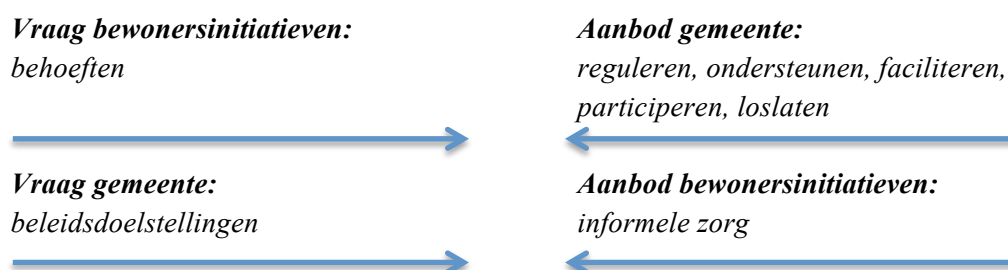 Vraag bewonersinitiatieven:
behoeften
Aanbod gemeente:
reguleren, ondersteunen, faciliteren,
participeren, loslaten
Vraag gemeente:
beleidsdoelstellingen
Aanbod bewonersinitiatieven:
informele zorg